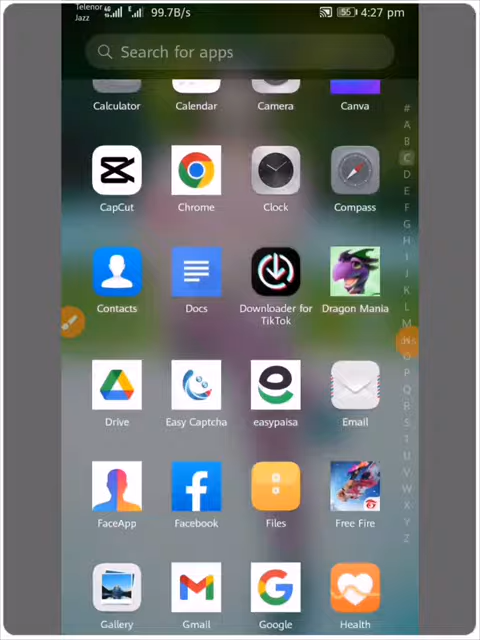 Telenor
Jazz
99.7B/s
55
4:27 pm
Search for apps
Calculator
Calendar
Camera
Canva
CapCut
Chrome
Clock
Compass
Contacts
Docs
Downloader for
TikTok
Dragon Mania
Drive
Easy Captcha
easypaisa
Email
FaceApp
Facebook
Files
Free Fire
Gallery
Gmail
Google
Health
#
A
B
C
D
E
F
G
H
I
J
K
L
M
O
P
Q
R
S
T
U
V
W
X
Y
Z